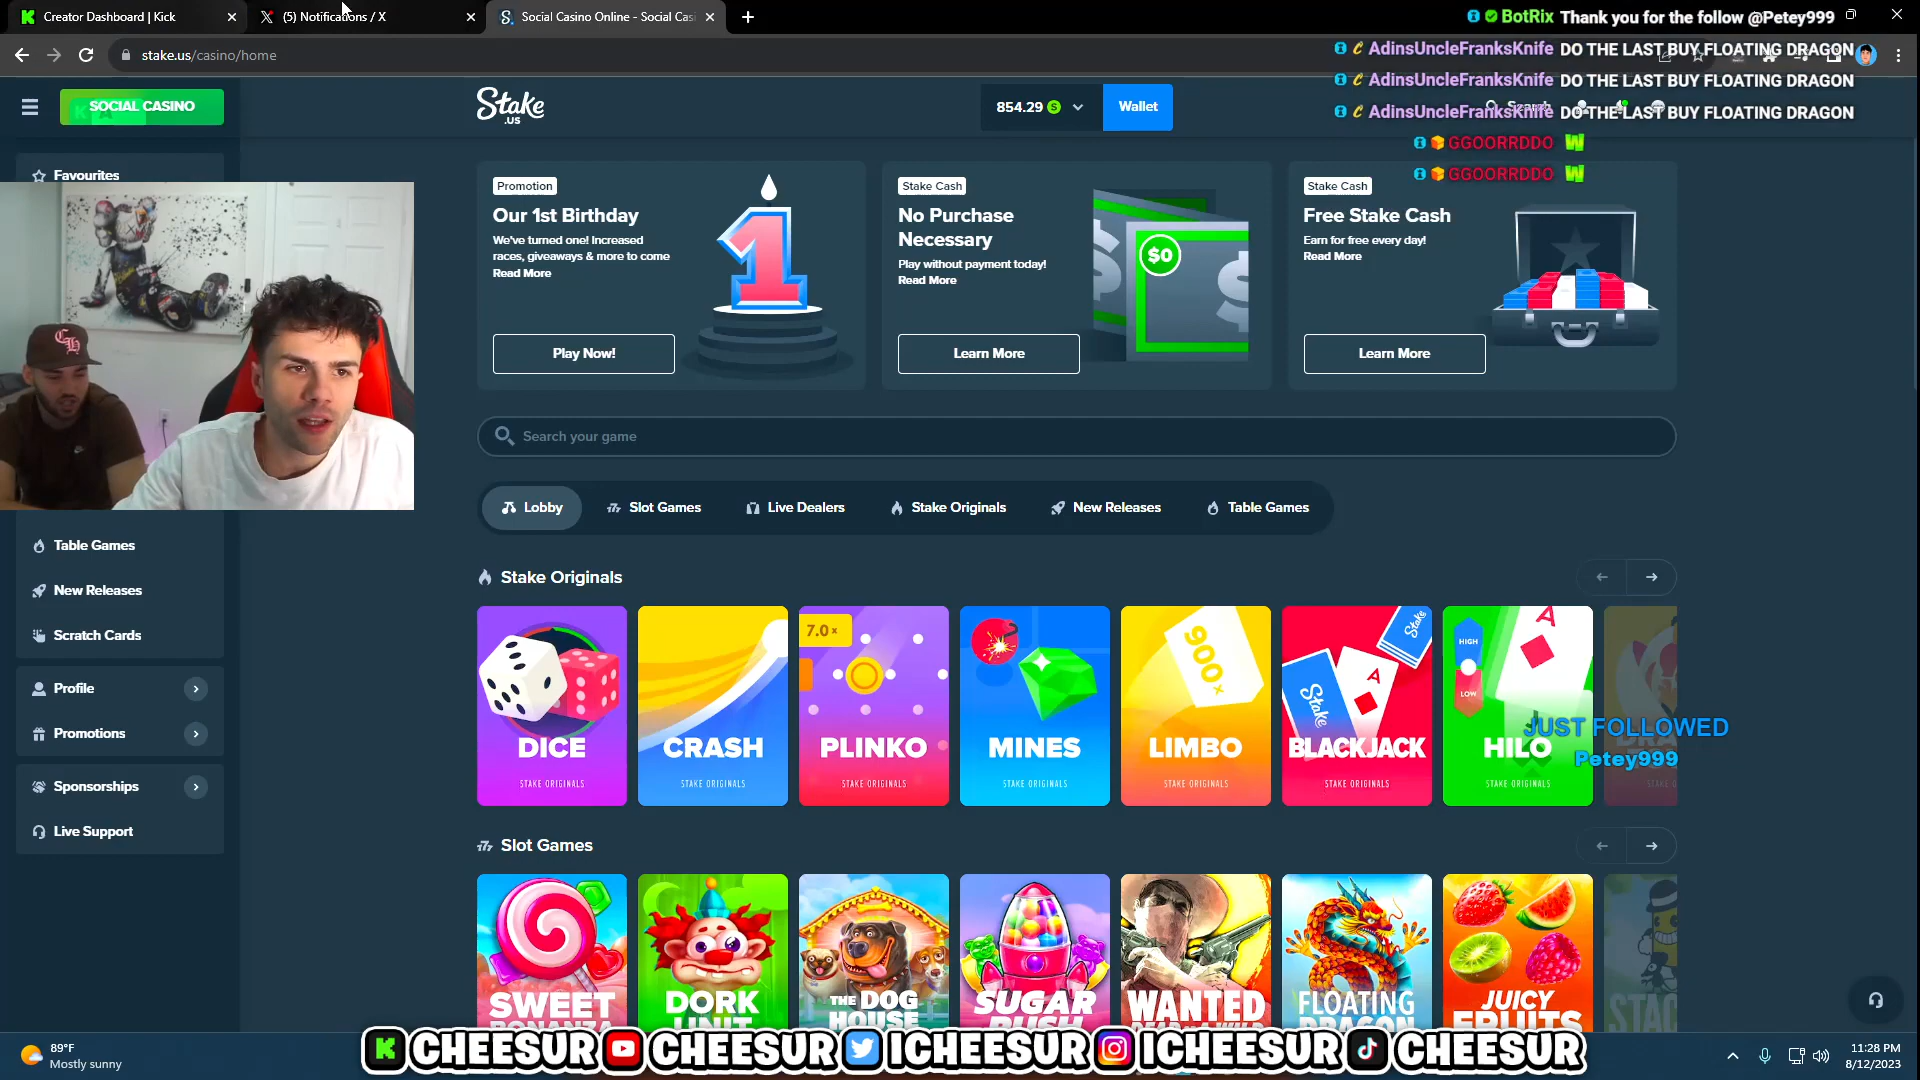 Creator Dashboard | Kick
(5) Notifications / X
Social Casino Online - Social Cas
BotRix Thank you for the follow @Petey999
stake.us/casino/home
AdinsUncleFranksKnife DO THE LAST BUY FLOATING DRAGON
AdinsUncleFranksKnife DO THE LAST BUY FLOATING DRAGON
AdinsUncleFranksKnife DO THE LAST BUY FLOATING DRAGON
GGOORRDDO W
GGOORRDDO W
SOCIAL CASINO
Stake
.US
854.29
Wallet
Search
Favourites
Promotion
Our 1st Birthday
We've turned one! Increased
races, giveaways & more to come
Read More
Play Now!
Stake Cash
No Purchase
Necessary
Play without payment today!
Read More
Learn More
$0
Stake Cash
Free Stake Cash
Earn for free every day!
Read More
Learn More
Search your game
Lobby
Slot Games
Live Dealers
Stake Originals
New Releases
Table Games
Table Games
New Releases
Scratch Cards
Profile
Promotions
Sponsorships
Live Support
Stake Originals
DICE
STAKE ORIGINALS
CRASH
STAKE ORIGINALS
7.0×
PLINKO
STAKE ORIGINALS
MINES
STAKE ORIGINALS
900×
LIMBO
STAKE ORIGINALS
Stake
Stake
A
BLACKJACK
STAKE ORIGINALS
HIGH
LOW
A
HILO
STAKE ORIGINALS
JUST FOLLOWED
Petey999
Slot Games
SWEET
BONANZA
DORK
UNIT
THE DOG
HOUSE
SUGAR
RUSH
WANTED
FLOATING
DRAGON
JUICY
FRUITS
STAC
K CHEESUR CHEESUR ICHEESUR ICHEESUR CHEESUR
89°F
Mostly sunny
11:28 PM
8/12/2023